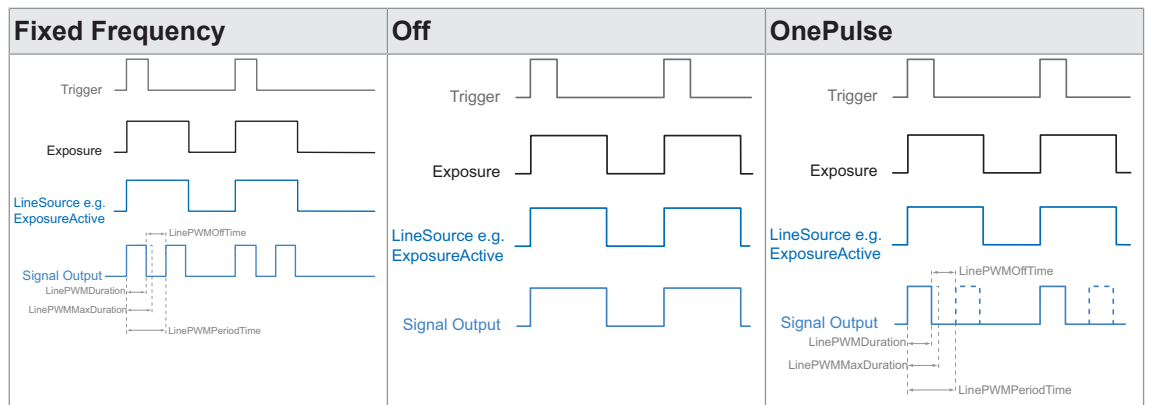 Fixed Frequency
Trigger
Exposure
LineSource e.g.
ExposureActive
LinePWMOffTime
Signal Output
LinePWMDuration
LinePWMMaxDuration
LinePWMPeriodTime
Off
Trigger
Exposure
LineSource e.g.
ExposureActive
Signal Output
OnePulse
Trigger
Exposure
LineSource e.g.
ExposureActive
LinePWMOffTime
Signal Output
LinePWMDuration
LinePWMMaxDuration
LinePWMPeriodTime